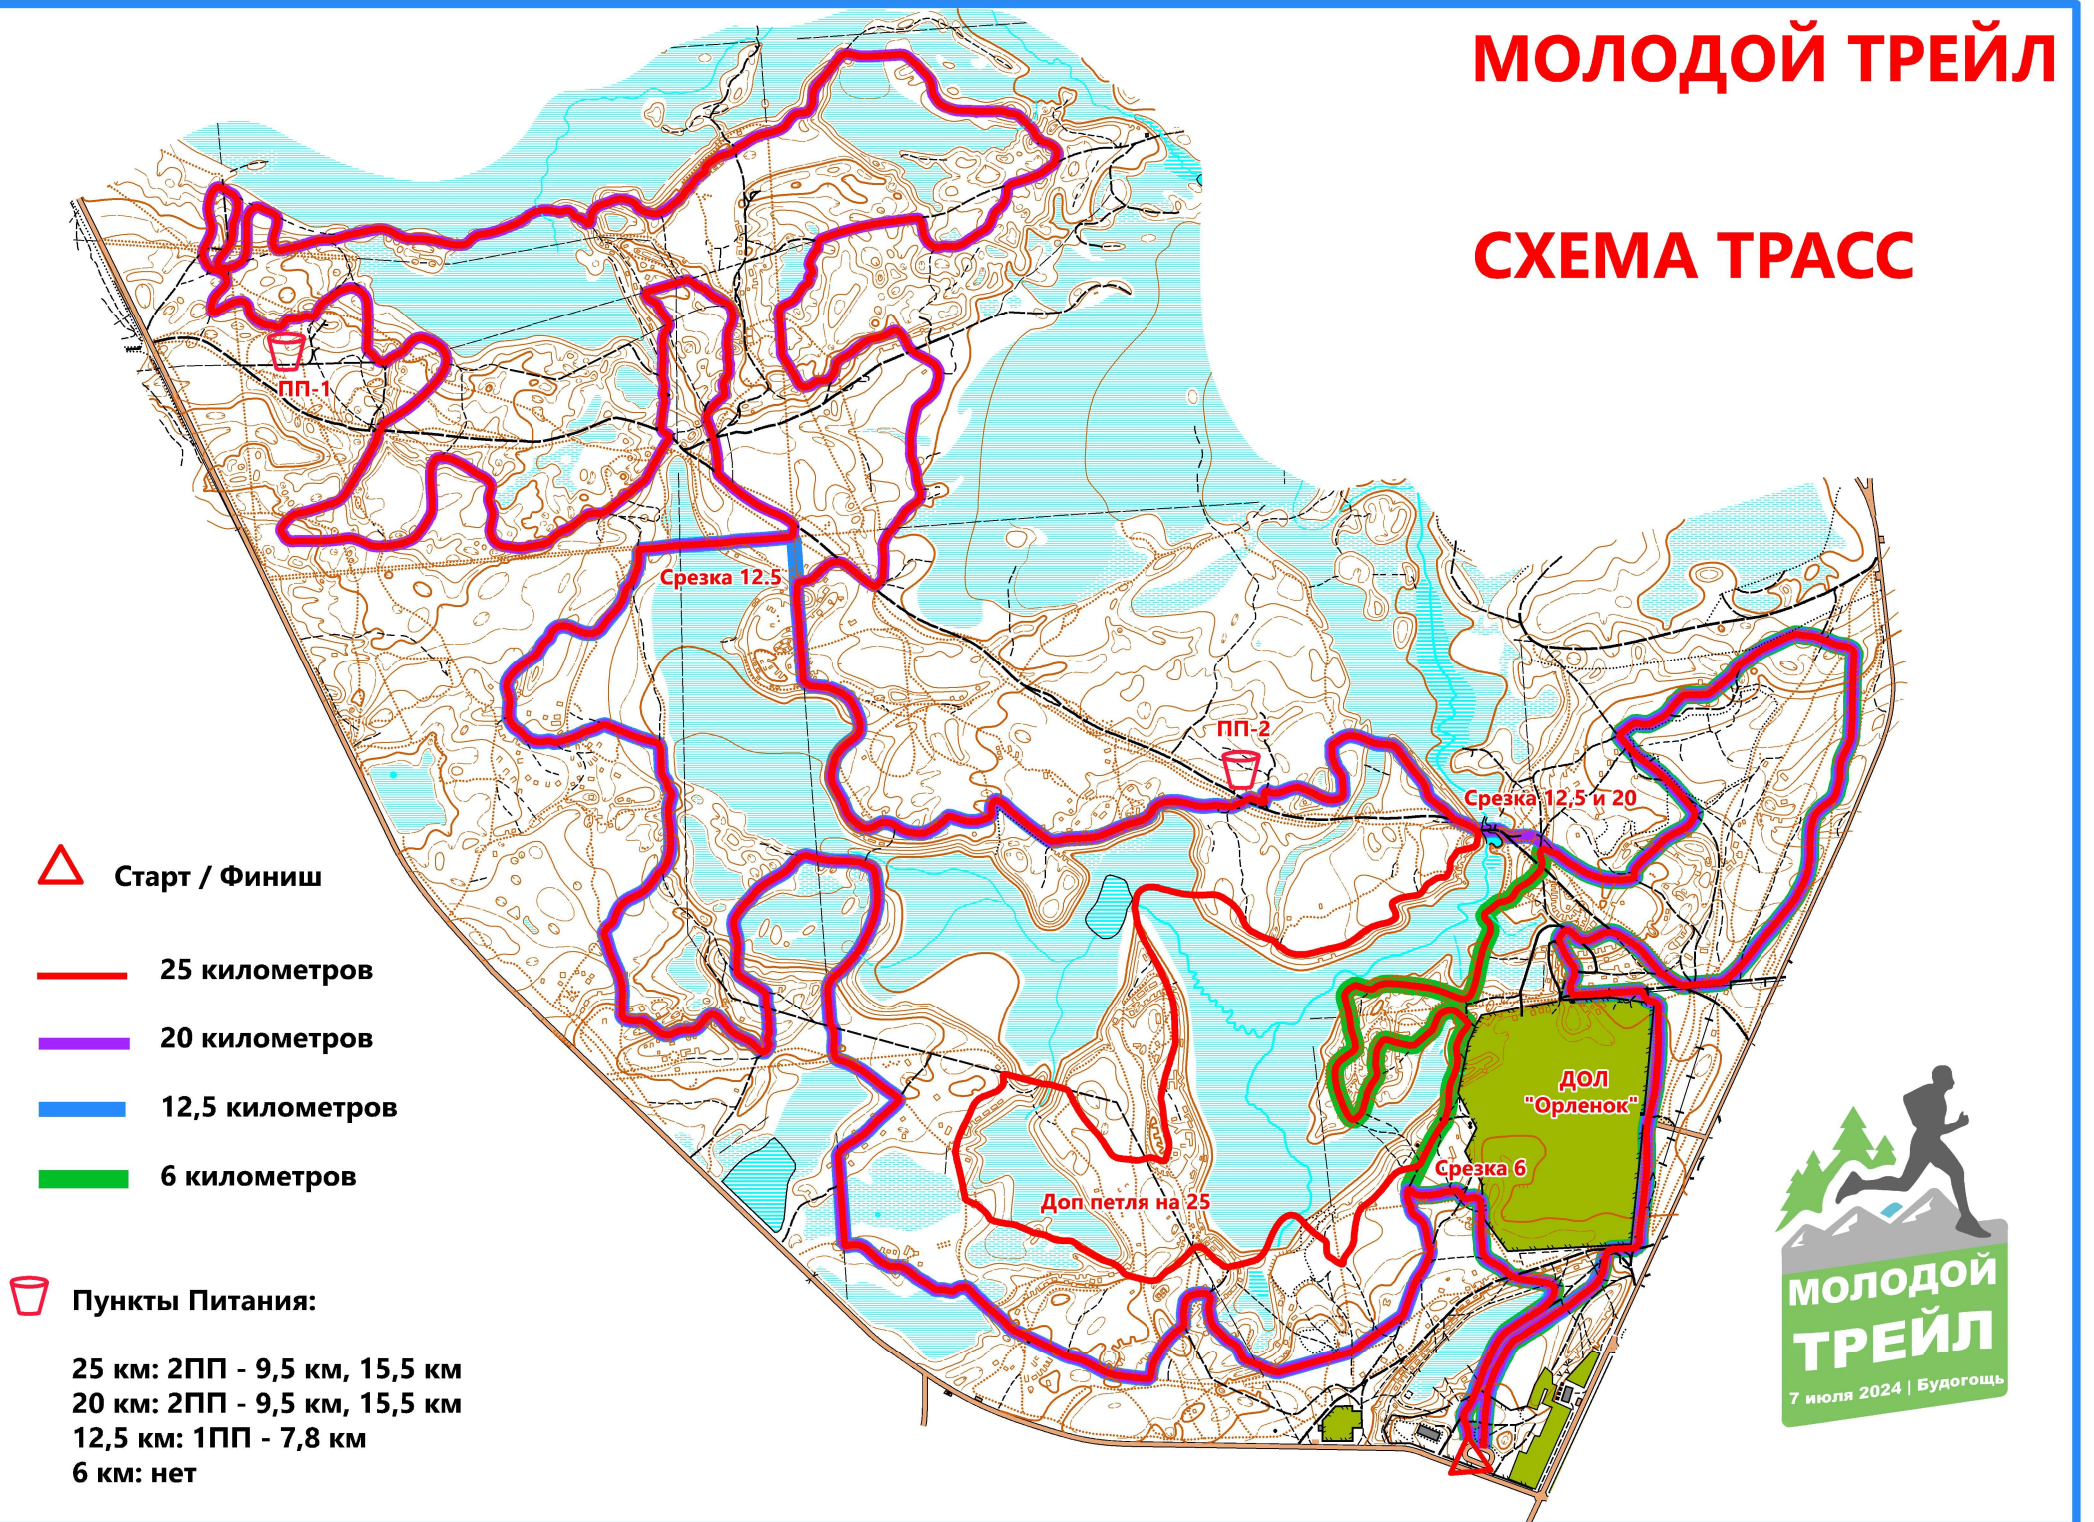 МОЛОДОЙ ТРЕЙЛ
СХЕМА ТРАСС
ПП-1
Срезка 12.5
ПП-2
Срезка 12,5 и 20
ДОЛ
"Орленок"
Срезка 6
Доп петля на 25
Старт / Финиш
25 километров
20 километров
12,5 километров
6 километров
Пункты Питания:
25 км: 2ПП - 9,5 км, 15,5 км
20 км: 2ПП - 9,5 км, 15,5 км
12,5 км: 1ПП - 7,8 км
6 км: нет
МОЛОДОЙ
ТРЕЙЛ
7 июля 2024 | Будогощь